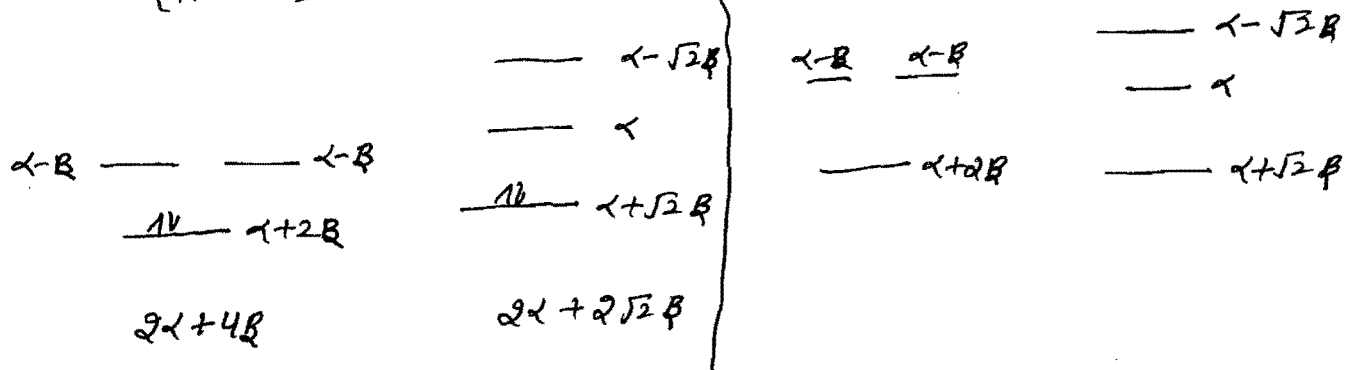 α-√2β
α
α-β α-β
1V α+2β
1V α+√2β
2α+4β
2α+2√2β
α-β α-β
α+2β
α-√2β
α
α+√2β